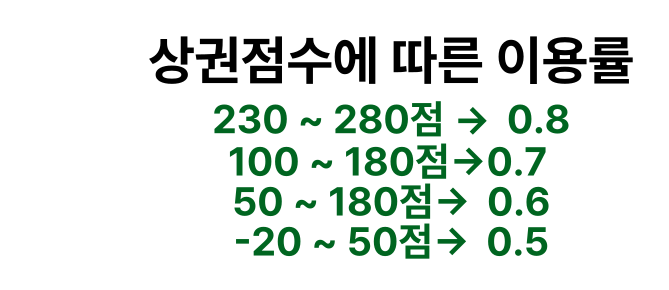 상권점수에 따른 이용률
230 ~ 280점 → 0.8
100 ~ 180점→0.7
50 ~ 180점→ 0.6
-20 ~ 50점→ 0.5